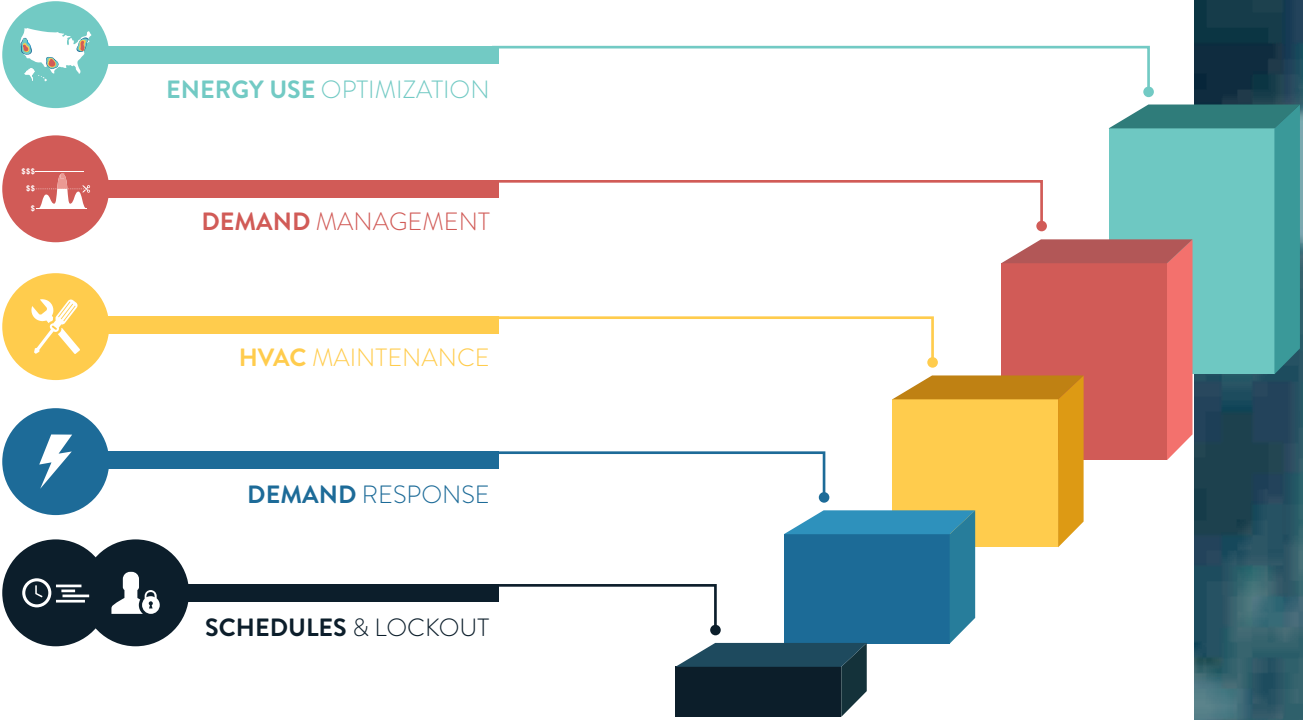 ENERGY USE OPTIMIZATION
$$$
$$
$
DEMAND MANAGEMENT
HVAC MAINTENANCE
DEMAND RESPONSE
SCHEDULES & LOCKOUT